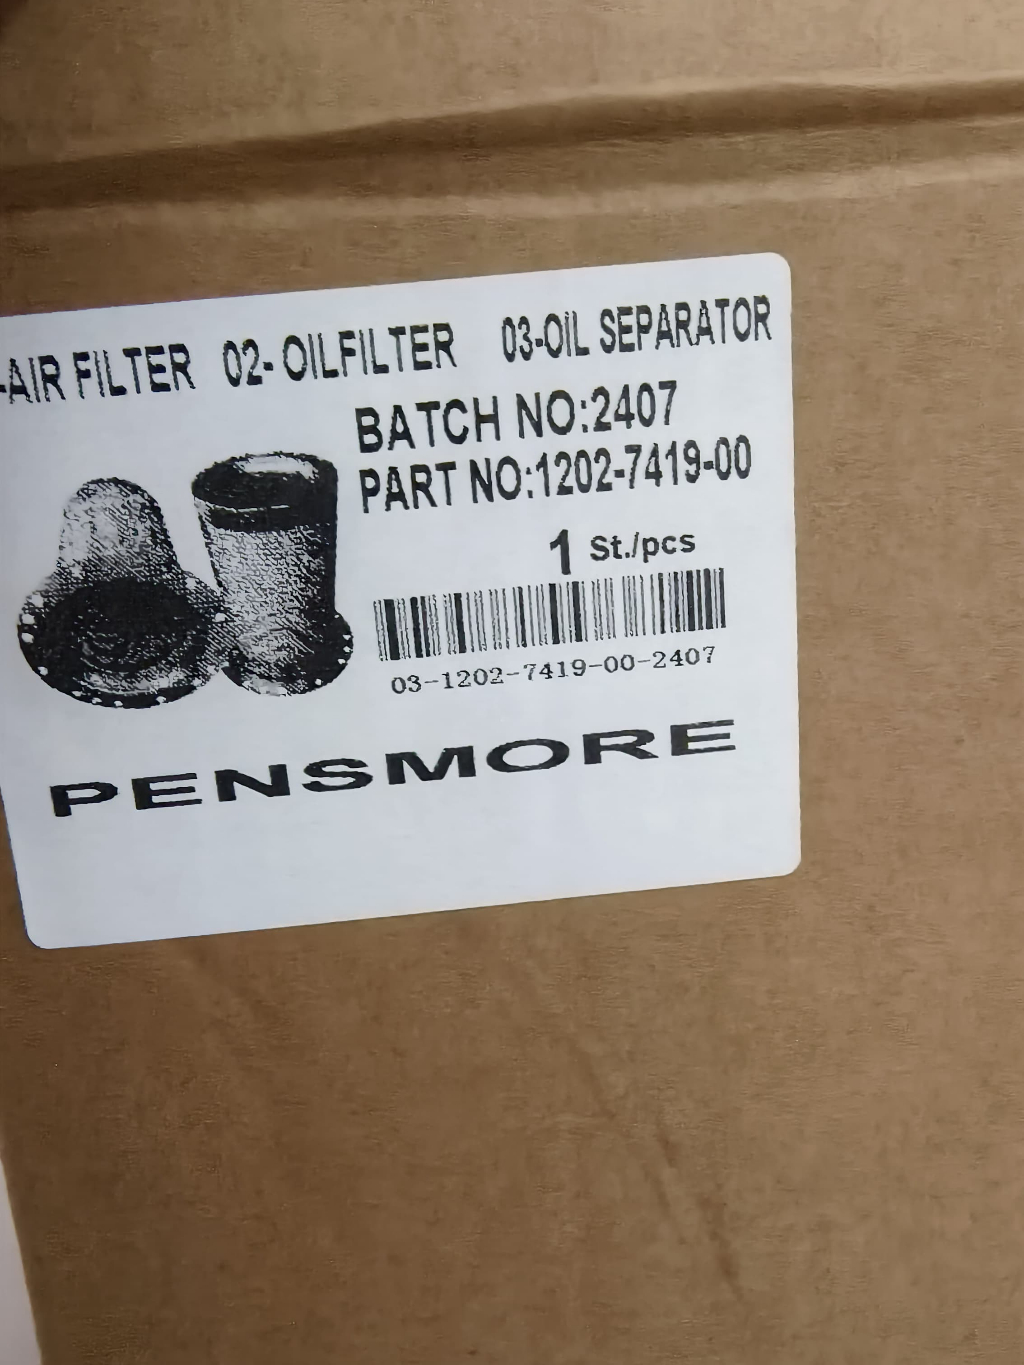 -AIR FILTER 02- OILFILTER 03-OIL SEPARATOR
BATCH NO:2407
PART NO:1202-7419-00
1 St./pcs
03-1202-7419-00-2407
PENSMORE